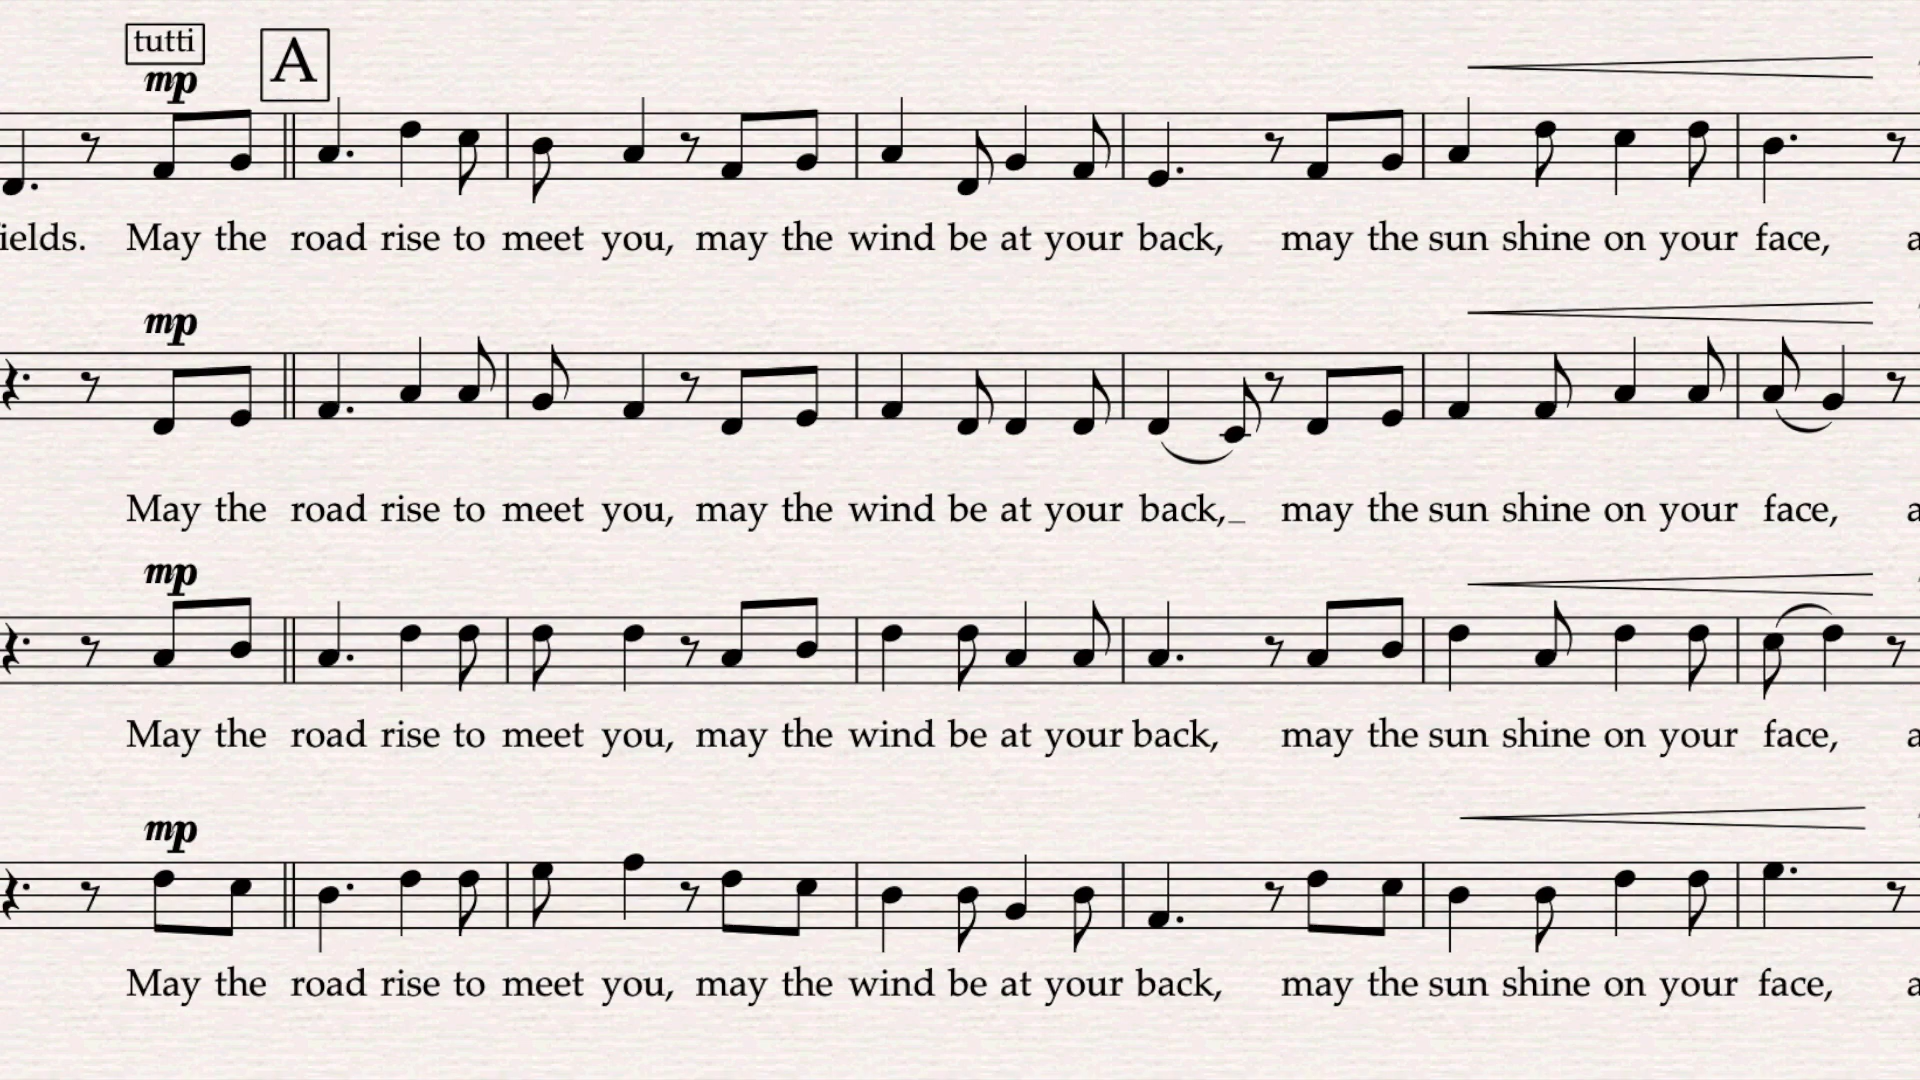 tutti
mp
A
May the road rise to meet you, may the wind be at your back, may the sun shine on your face,
mp
May the road rise to meet you, may the wind be at your back,_ may the sun shine on your face,
mp
May the road rise to meet you, may the wind be at your back, may the sun shine on your face,
mp
May the road rise to meet you, may the wind be at your back, may the sun shine on your face,